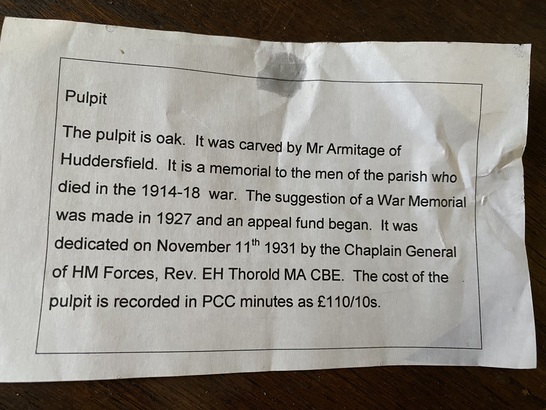 Pulpit
The pulpit is oak. It was carved by Mr Armitage of
Huddersfield. It is a memorial to the men of the parish who
died in the 1914-18 war. The suggestion of a War Memorial
was made in 1927 and an appeal fund began. It was
dedicated on November 11th 1931 by the Chaplain General
of HM Forces, Rev. EH Thorold MA CBE. The cost of the
pulpit is recorded in PCC minutes as £110/10s.